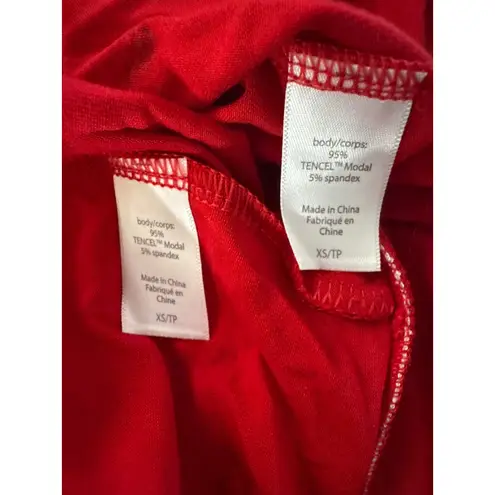 body/corps:
95%
TENCEL™ Modal
5% spandex
Made in China
Fabriqué en
Chine
XS/TP
body/corps:
95%
TENCEL™ Modal
5% spandex
Made in China
Fabriqué en
Chine
XS/TP